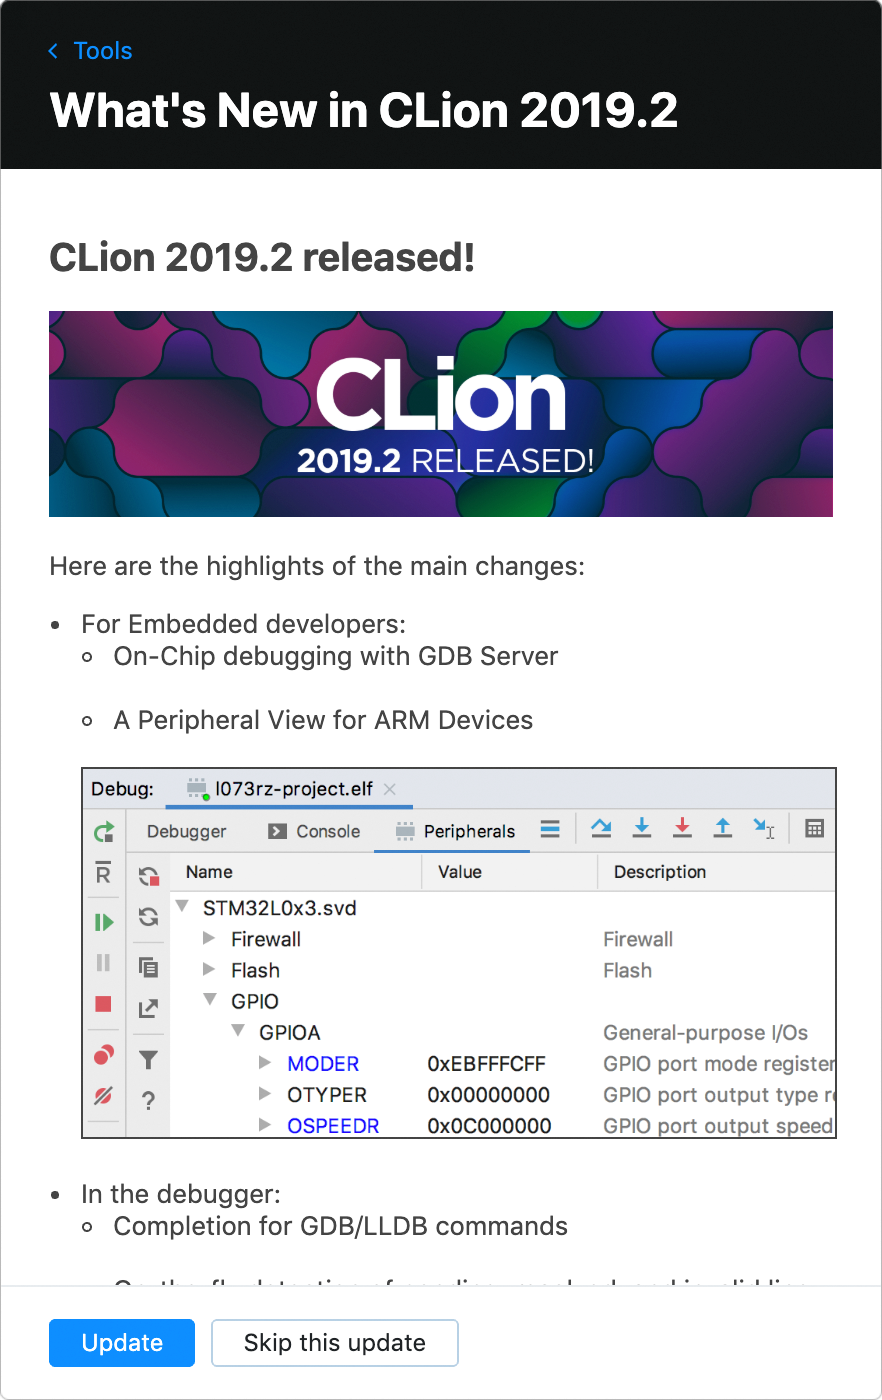 Tools
What's New in CLion 2019.2
CLion 2019.2 released!
CLion
2019.2 RELEASED!
Here are the highlights of the main changes:
• For Embedded developers:
On-Chip debugging with GDB Server
A Peripheral View for ARM Devices
Debug: l073rz-project.elf
Debugger Console Peripherals
Name Value Description
STM32L0x3.svd
Firewall Firewall
Flash Flash
GPIO
GPIOA General-purpose I/Os
MODER 0xEBFFFCFF GPIO port mode register
OTYPER 0x00000000 GPIO port output type
OSPEEDR 0x0C000000 GPIO port output speed
• In the debugger:
Completion for GDB/LLDB commands
Update Skip this update